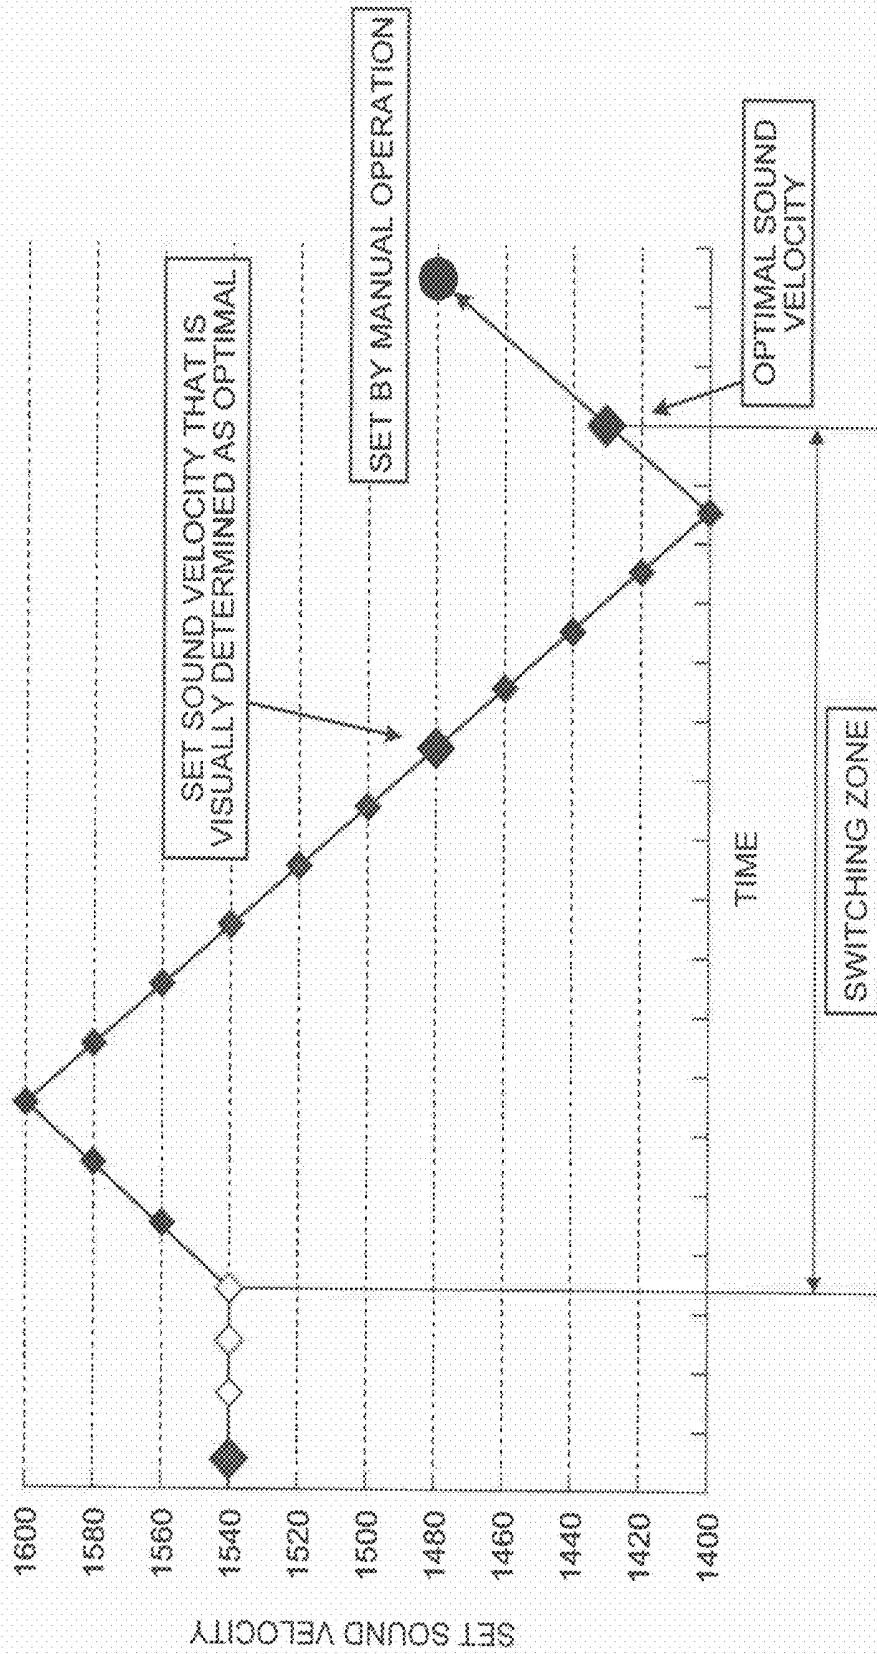 SET SOUND VELOCITY
1600
1580
1560
1540
1520
1500
1480
1460
1440
1420
1400
SET SOUND VELOCITY THAT IS
VISUALLY DETERMINED AS OPTIMAL
SET BY MANUAL OPERATION
OPTIMAL SOUND
VELOCITY
TIME
SWITCHING ZONE